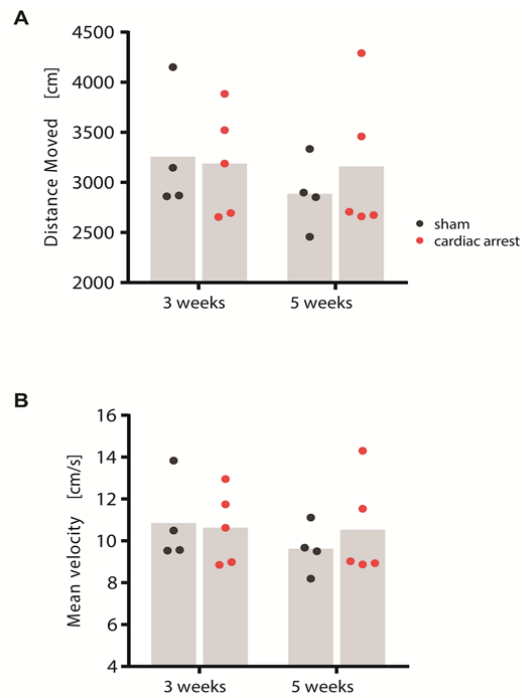 A
Distance Moved [cm]
4500
4000
3500
3000
2500
2000
3 weeks
5 weeks
sham
cardiac arrest
B
Mean velocity [cm/s]
16
14
12
10
8
6
4
3 weeks
5 weeks